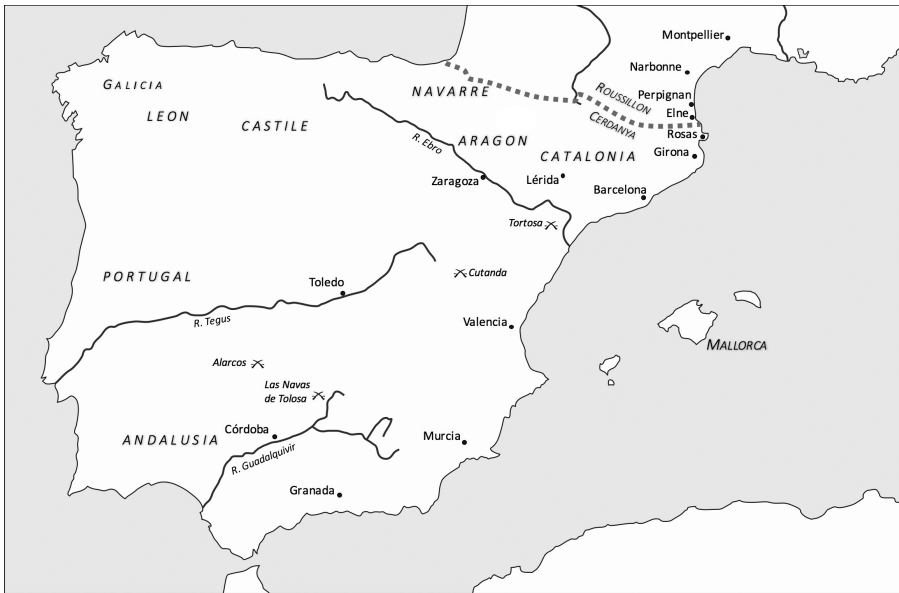 Montpellier
Narbonne
GALICIA
NAVARRE
ROUSSILLON
Perpignan
Elne
LEON
CASTILE
CERDANYA
Rosas
R. Ebro
ARAGON
CATALONIA
Girona
Zaragoza
Lérida
Barcelona
Tortosa
PORTUGAL
Toledo
Cutanda
R. Tegus
Valencia
MALLORCA
Alarcos
Las Navas
de Tolosa
ANDALUSIA
Córdoba
Murcia
R. Guadalquivir
Granada